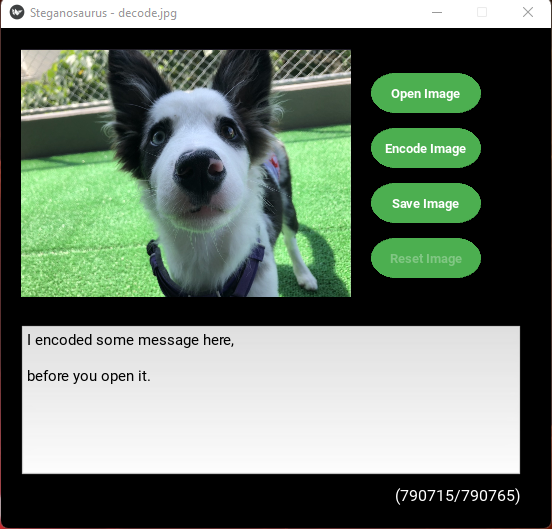 Steganosaurus - decode.jpg
Open Image
Encode Image
Save Image
Reset Image
I encoded some message here,
before you open it.
(790715/790765)